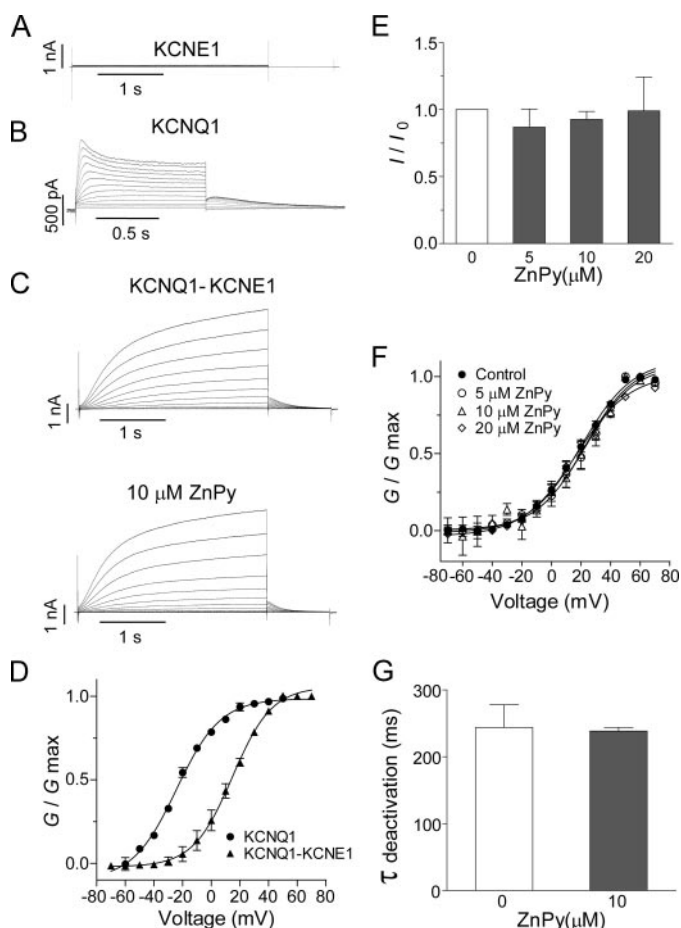 A
KCNE1
1 nA
1 s
B
KCNQ1
500 pA
0.5 s
C
KCNQ1-KCNE1
1 nA
1 s
10 μM ZnPy
1 nA
1 s
D
G / G max
1.0
0.5
0.0
KCNQ1
KCNQ1-KCNE1
-80 -60 -40 -20 0 20 40 60 80
Voltage (mV)
E
I / I0
1.5
1.0
0.5
0.0
0 5 10 20
ZnPy(μM)
F
Control
5 μM ZnPy
10 μM ZnPy
20 μM ZnPy
G / G max
1.0
0.5
0.0
-80 -60 -40 -20 0 20 40 60 80
Voltage (mV)
G
τ deactivation (ms)
300
200
100
0
0 10
ZnPy(μM)